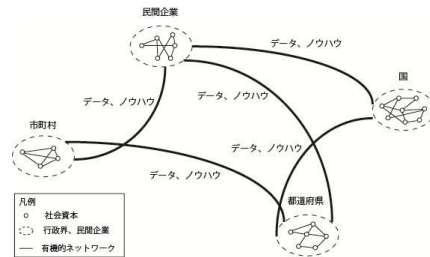 民間企業
データ、ノウハウ
国
データ、ノウハウ
データ、ノウハウ
市町村
データ、ノウハウ
データ、ノウハウ
都道府県
凡例
社会資本
行政界、民間企業
有機的ネットワーク